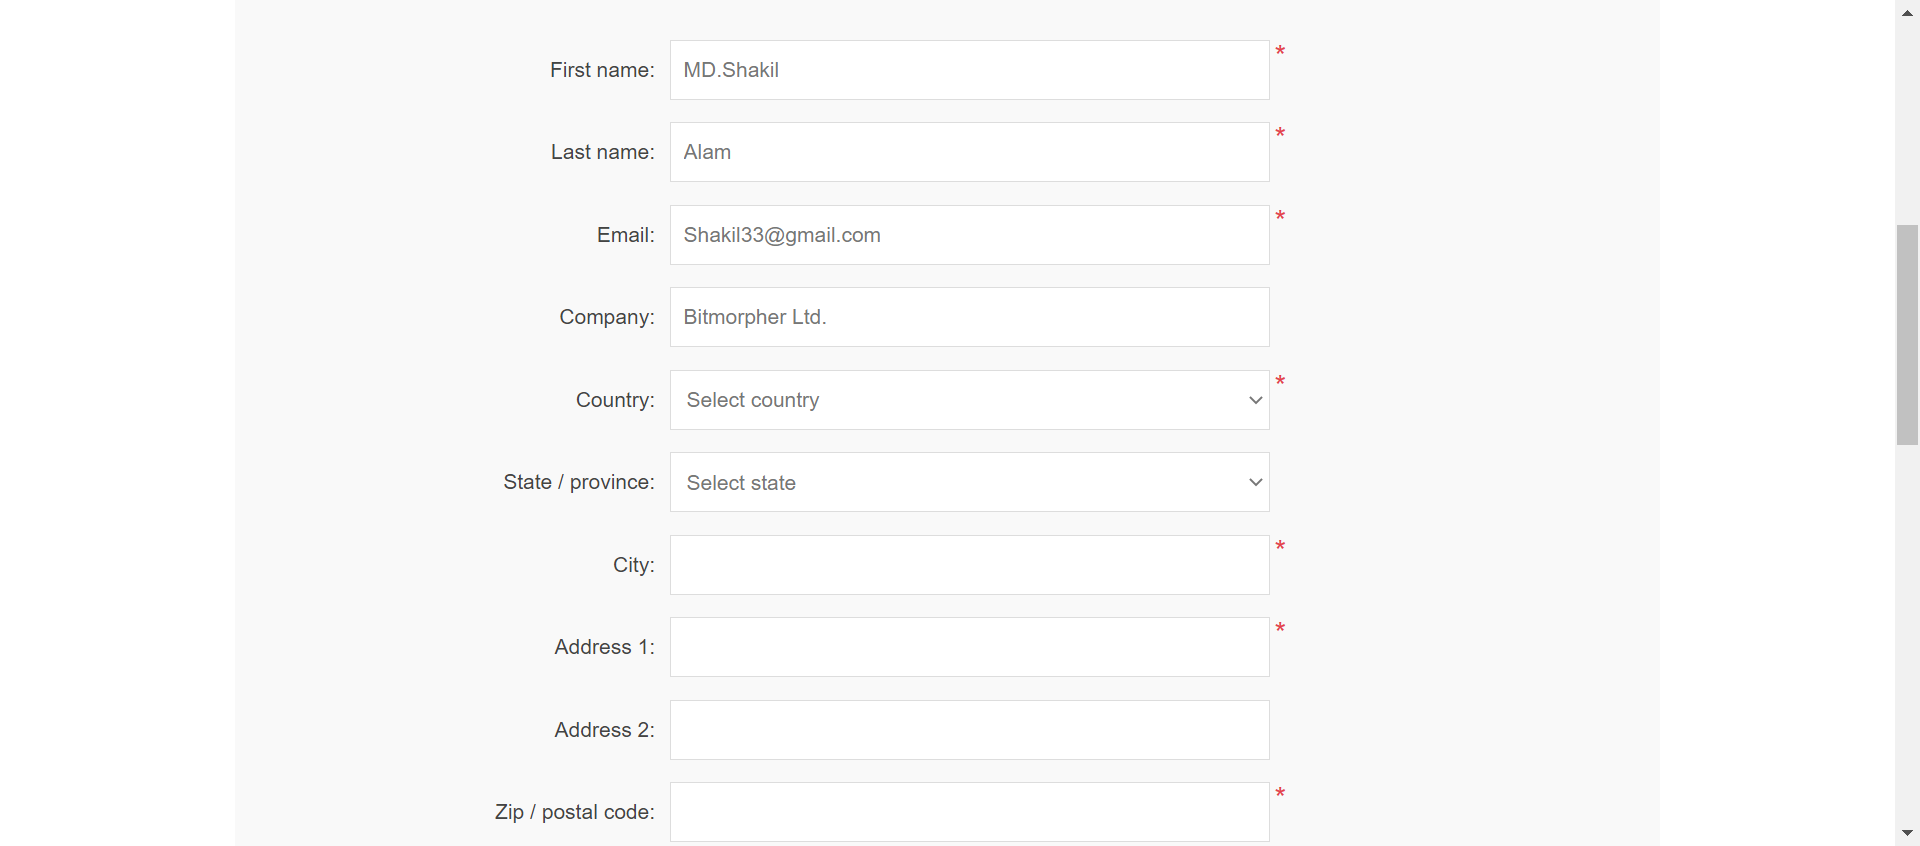 First name: MD.Shakil *
Last name: Alam *
Email: Shakil33@gmail.com *
Company: Bitmorpher Ltd.
Country: Select country *
State / province: Select state
City: *
Address 1: *
Address 2:
Zip / postal code: *